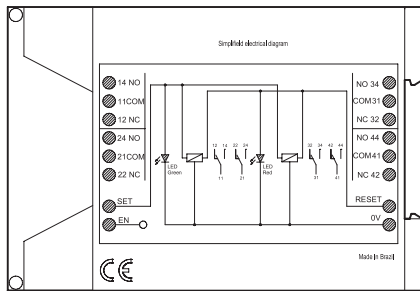 Simplifield electrical diagram
14 NO
11COM
12 NC
24 NO
21COM
22 NC
SET
EN
NO 34
COM31
NC 32
NO 44
COM41
NC 42
RESET
0V
LED
Green
12 14
11
22 24
21
LED
Red
32 34
31
42 44
41
Made in Brazil
CE